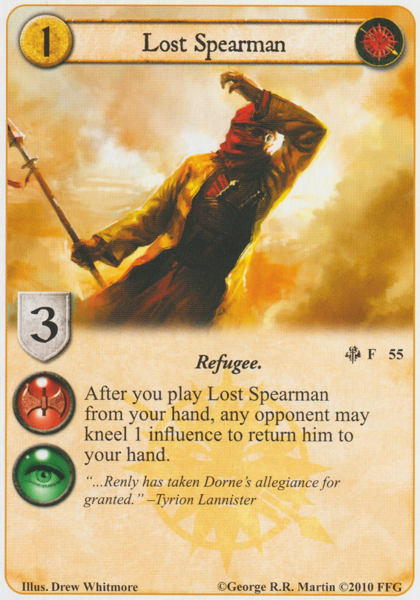 1
Lost Spearman
3
Refugee.
F 55
After you play Lost Spearman
from your hand, any opponent may
kneel 1 influence to return him to
your hand.
“...Renly has taken Dorne’s allegiance for
granted.” –Tyrion Lannister
Illus. Drew Whitmore
©George R.R. Martin ©2010 FFG